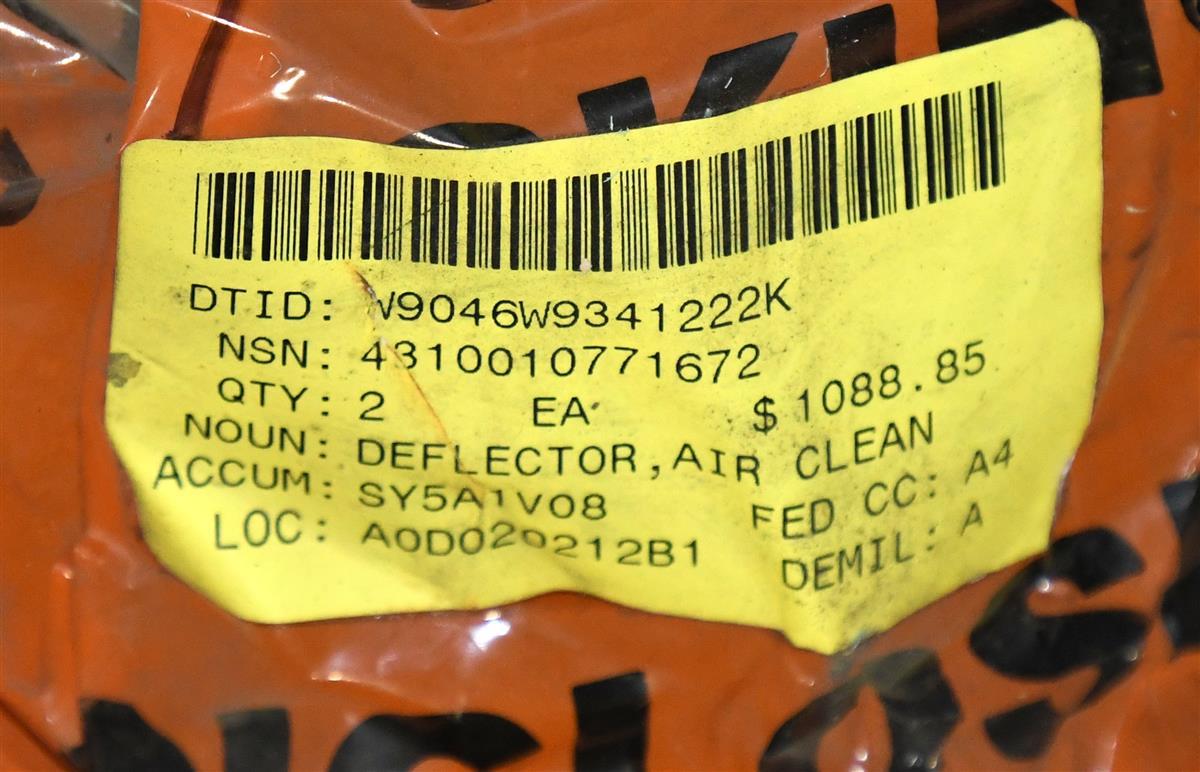 DTID: W9046W9341222K
NSN: 4310010771672
QTY: 2 EA $ 1088.85
NOUN: DEFLECTOR, AIR CLEAN
ACCUM: SY5A1V08 FED CC: A4
LOC: A0D020212B1 DEMIL: A